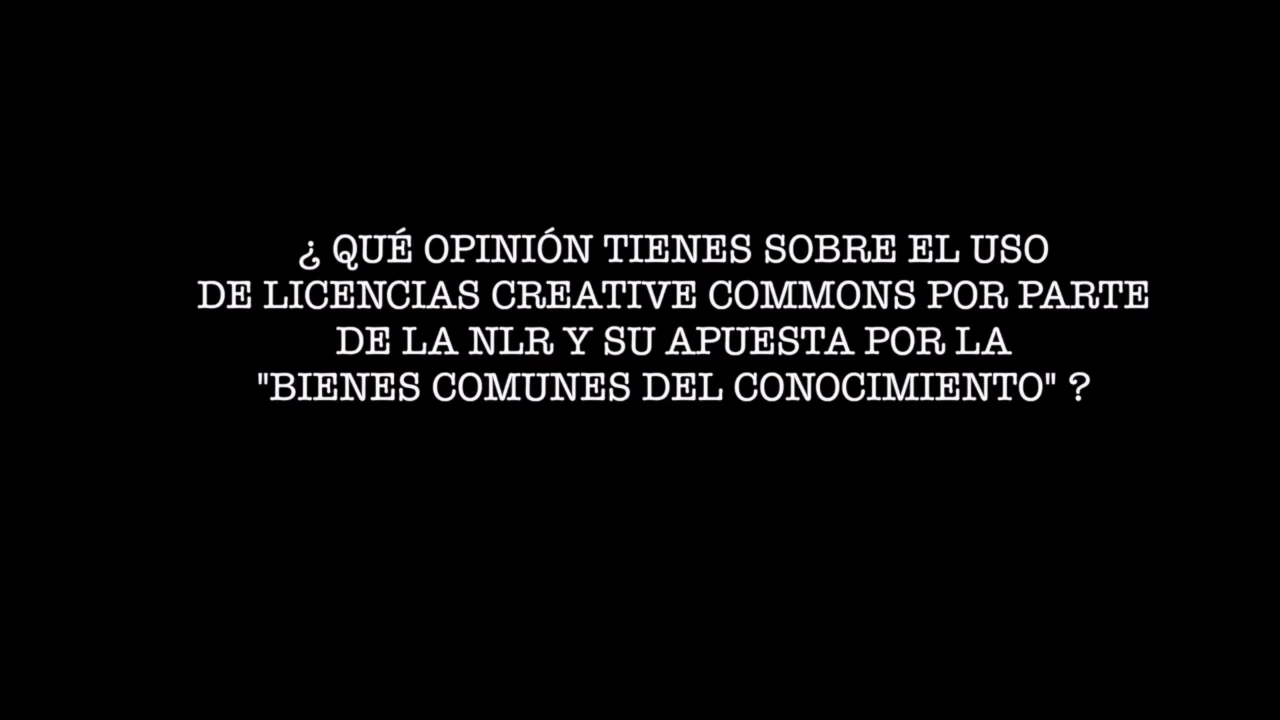 ¿ QUÉ OPINIÓN TIENES SOBRE EL USO
DE LICENCIAS CREATIVE COMMONS POR PARTE
DE LA NLR Y SU APUESTA POR LA
"BIENES COMUNES DEL CONOCIMIENTO" ?